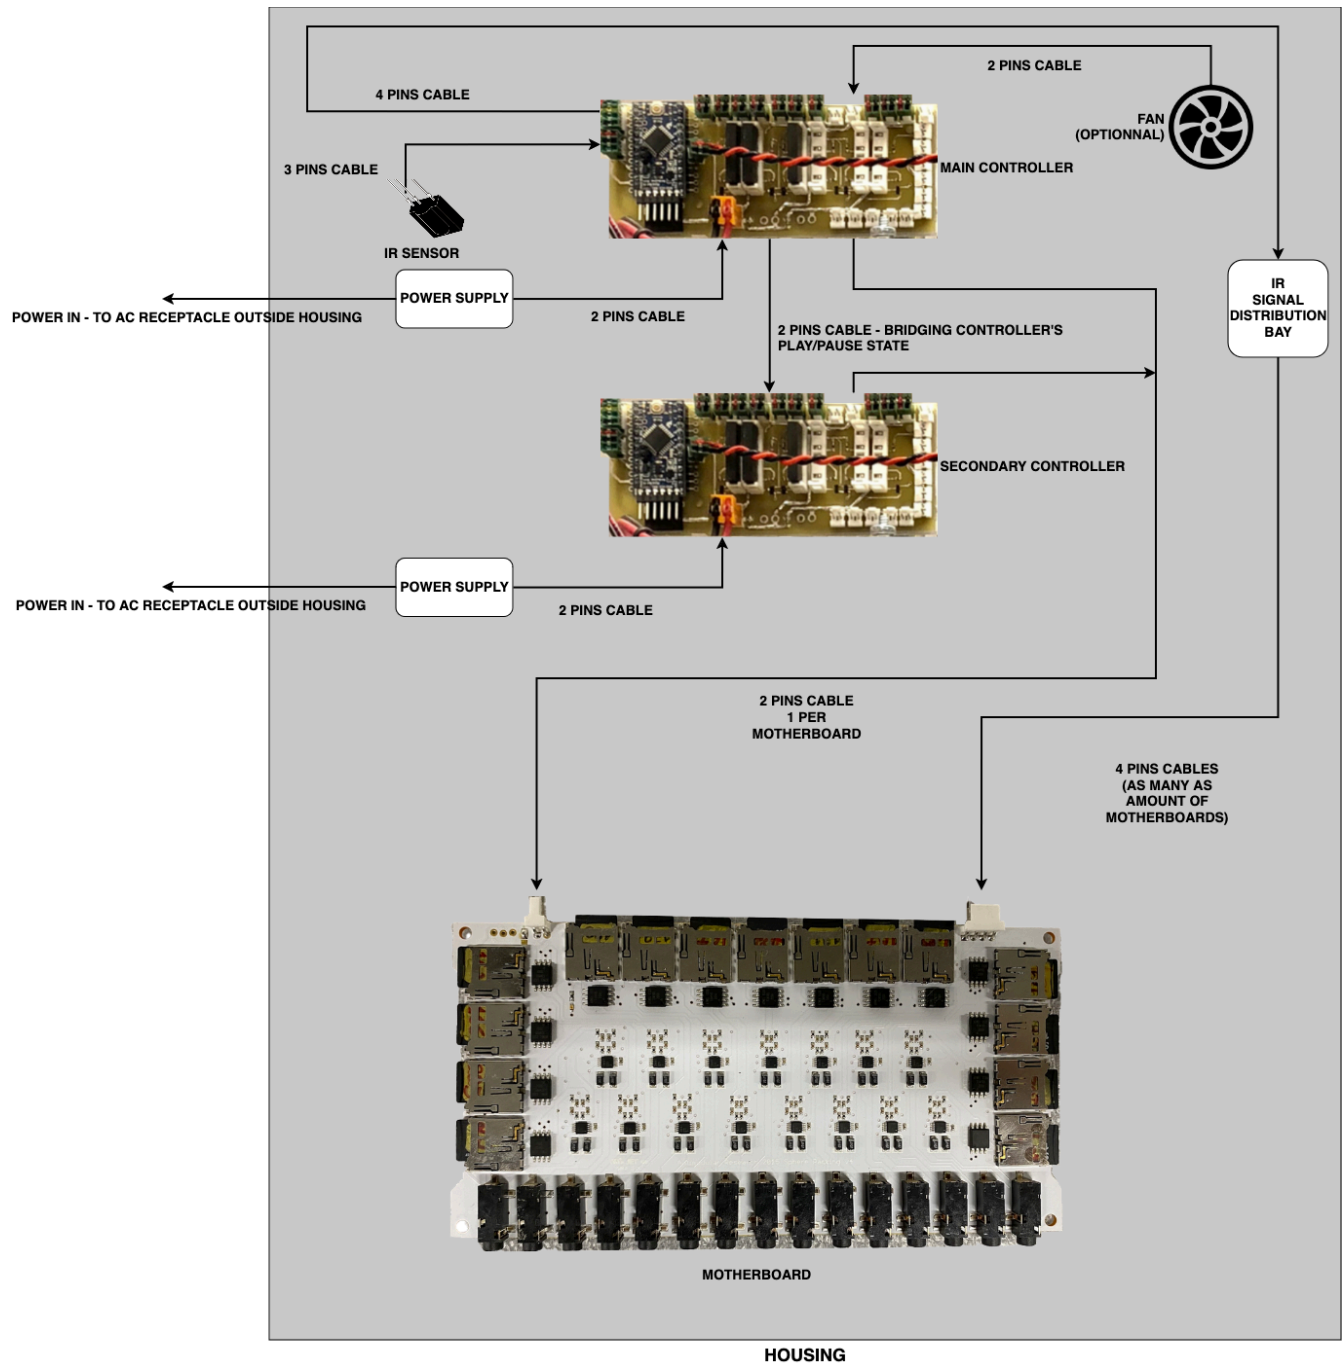 2 PINS CABLE
4 PINS CABLE
FAN
(OPTIONNAL)
3 PINS CABLE
MAIN CONTROLLER
IR SENSOR
POWER SUPPLY
IR
SIGNAL
DISTRIBUTION
BAY
POWER IN - TO AC RECEPTACLE OUTSIDE HOUSING
2 PINS CABLE
2 PINS CABLE - BRIDGING CONTROLLER'S
PLAY/PAUSE STATE
SECONDARY CONTROLLER
POWER SUPPLY
POWER IN - TO AC RECEPTACLE OUTSIDE HOUSING
2 PINS CABLE
2 PINS CABLE
1 PER
MOTHERBOARD
4 PINS CABLES
(AS MANY AS
AMOUNT OF
MOTHERBOARDS)
MOTHERBOARD
HOUSING